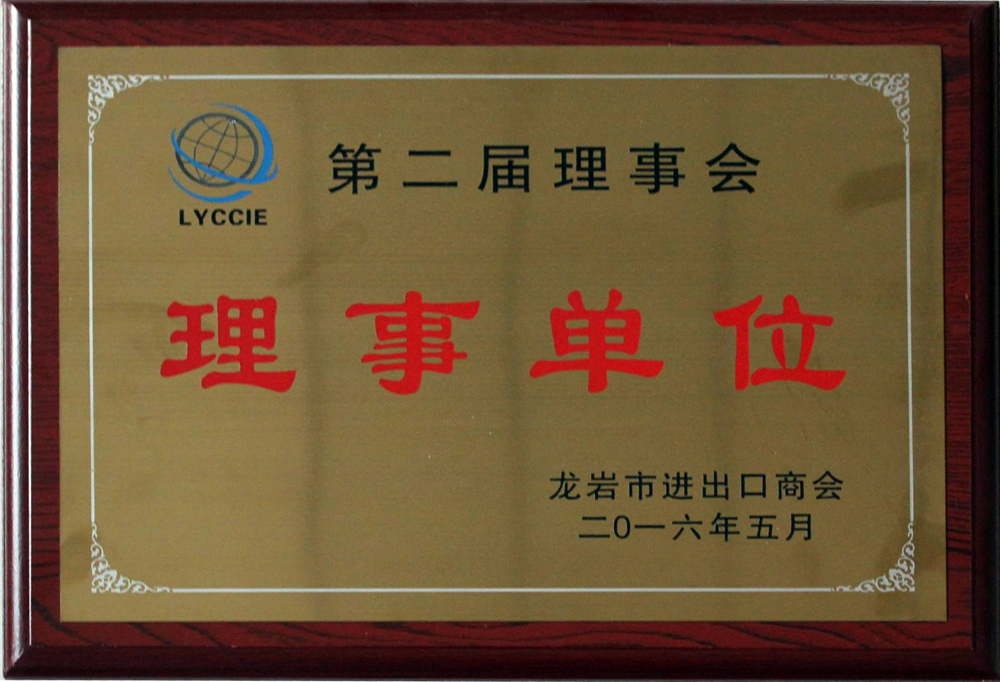 第二届理事会
LYCCIE
理事单位
龙岩市进出口商会
二0一六年五月